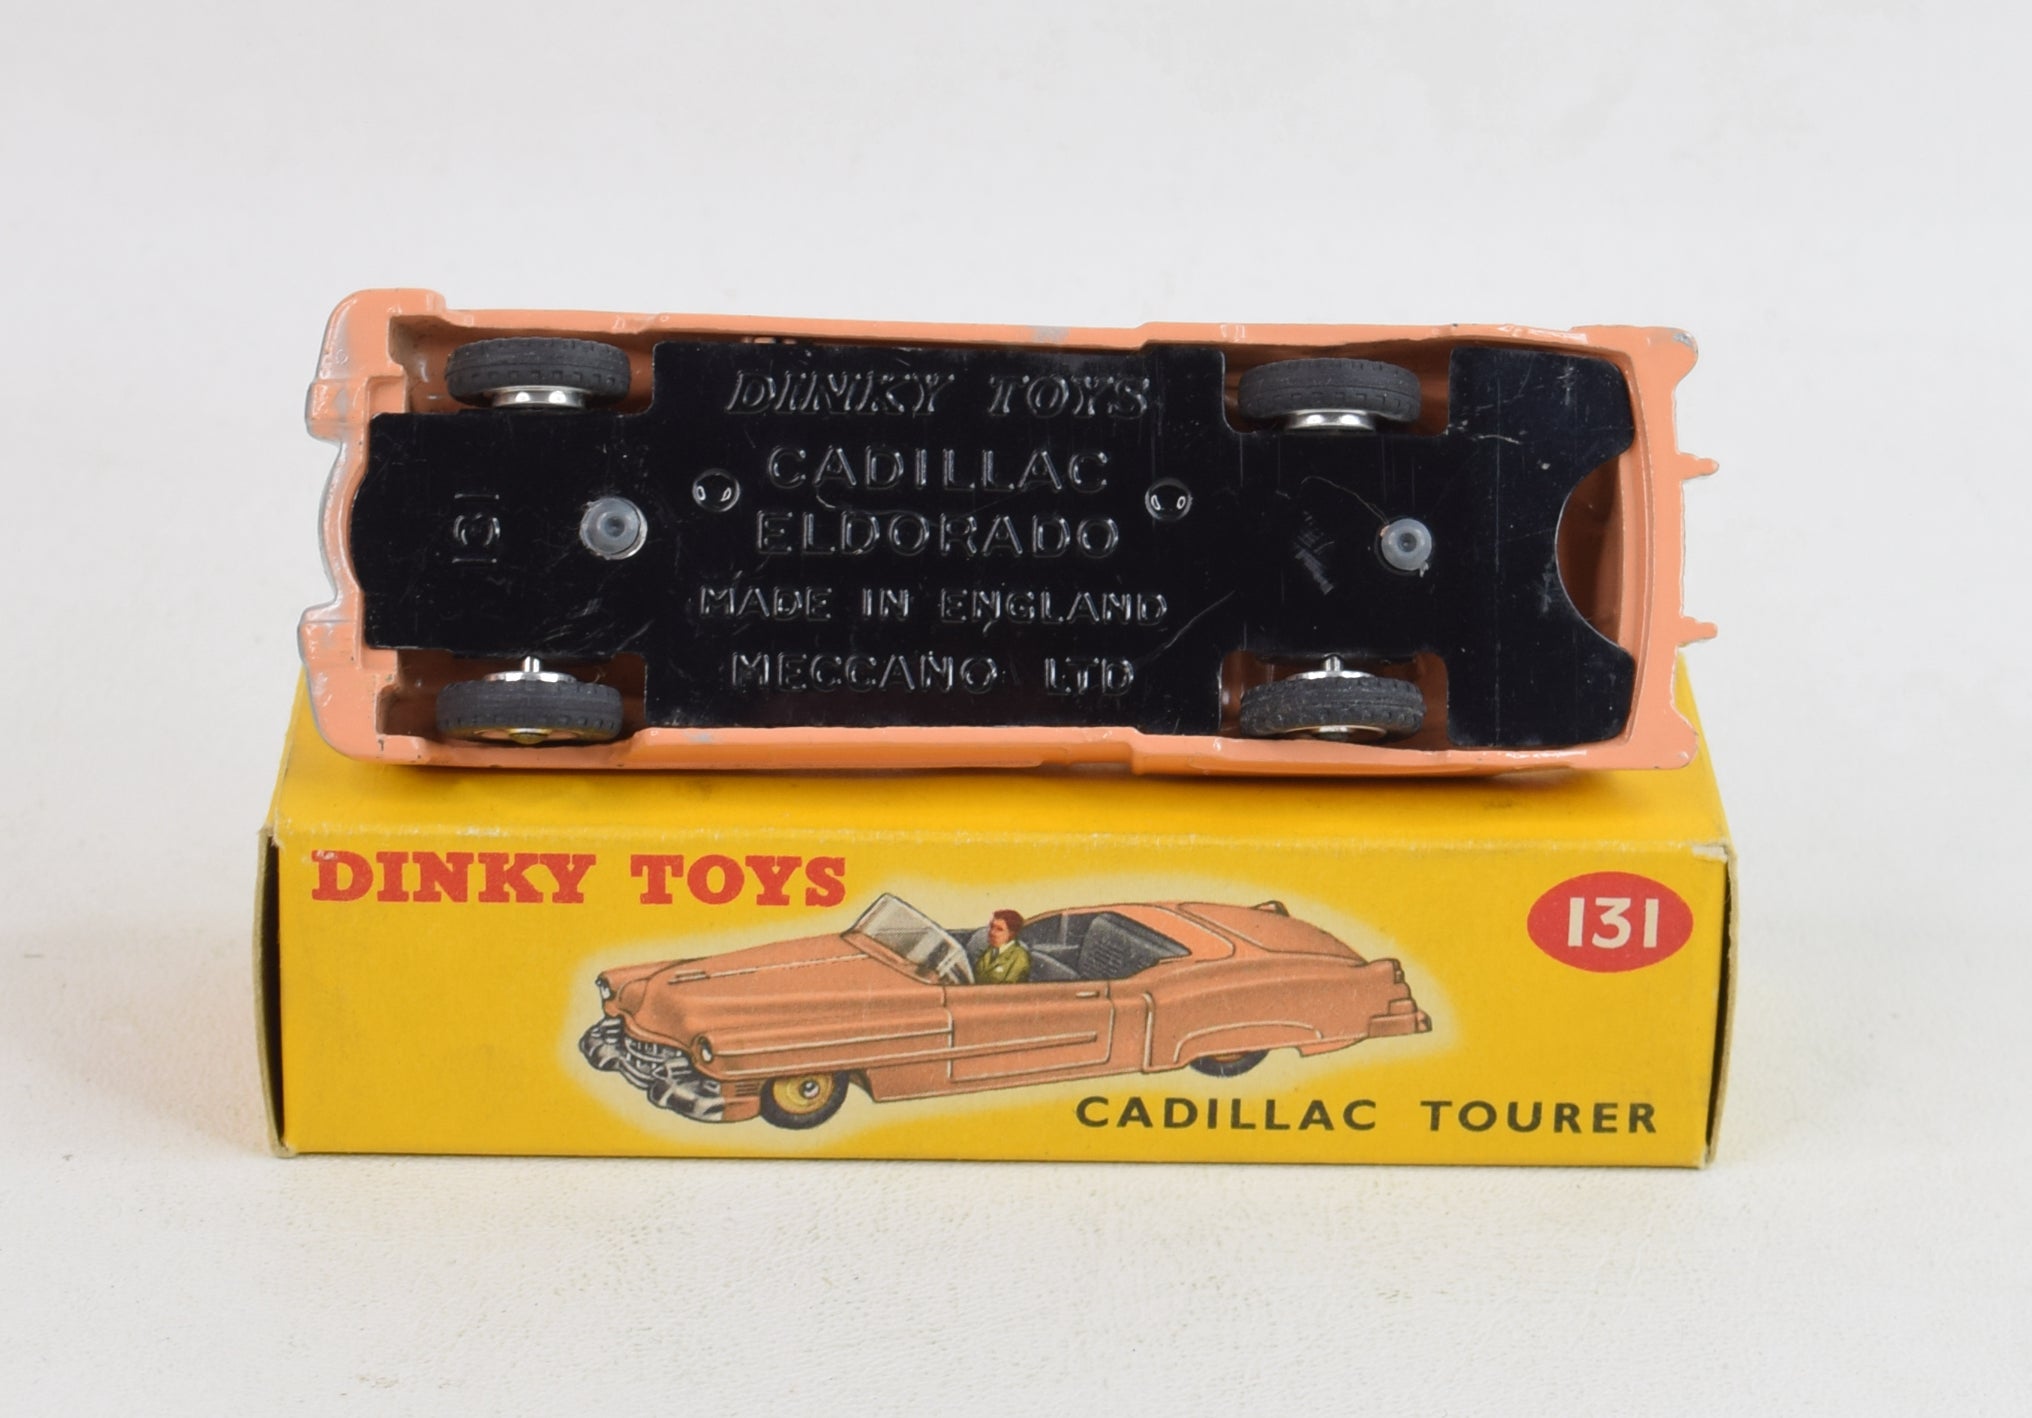 DINKY TOYS
CADILLAC
ELDORADO
MADE IN ENGLAND
MECCANO LTD
131
DINKY TOYS
131
CADILLAC TOURER